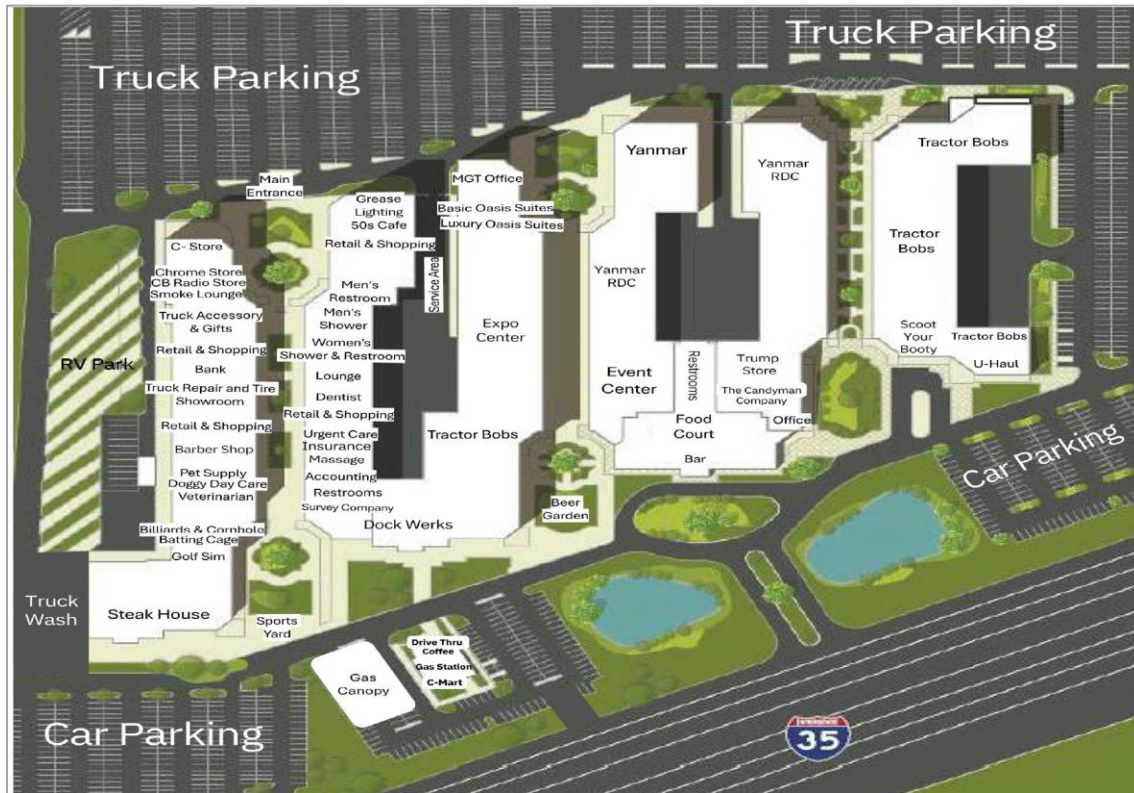 Truck Parking
Truck Parking
Main
Entrance
C- Store
Chrome Store
CB Radio Store
Smoke Lounge
Truck Accessory
& Gifts
Retail & Shopping
Bank
Truck Repair and Tire
Showroom
Retail & Shopping
Barber Shop
Pet Supply
Doggy Day Care
Veterinarian
Billiards & Cornhole
Batting Cage
Golf Sim
Steak House
RV Park
Truck
Wash
Sports
Yard
Grease
Lighting
50s Cafe
Retail & Shopping
Men's
Restroom
Men's
Shower
Women's
Shower & Restroom
Lounge
Dentist
Retail & Shopping
Urgent Care
Insurance
Massage
Accounting
Restrooms
Survey Company
Dock Werks
Service Area
MGT Office
Basic Oasis Suites
Luxury Oasis Suites
Expo
Center
Tractor Bobs
Beer
Garden
Yanmar
Yanmar
RDC
Event
Center
Restrooms
Food
Court
Bar
Yanmar
RDC
Trump
Store
The Candyman
Company
Office
Tractor Bobs
Tractor
Bobs
Scoot
Your
Booty
Tractor Bobs
U-Haul
Car Parking
Drive Thru
Coffee
Gas Station
C-Mart
Gas
Canopy
Car Parking
35